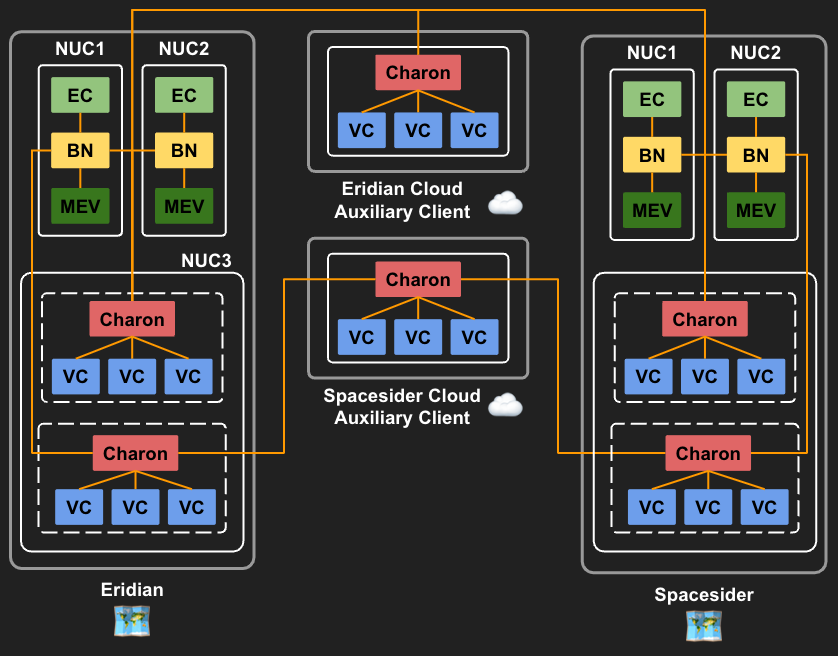 NUC1
NUC2
EC
EC
BN
BN
MEV
MEV
NUC3
Charon
VC
VC
VC
Charon
VC
VC
VC
Eridian
Charon
VC
VC
VC
Eridian Cloud
Auxiliary Client
Charon
VC
VC
VC
Spacesider Cloud
Auxiliary Client
NUC1
NUC2
EC
EC
BN
BN
MEV
MEV
Charon
VC
VC
VC
Charon
VC
VC
VC
Spacesider